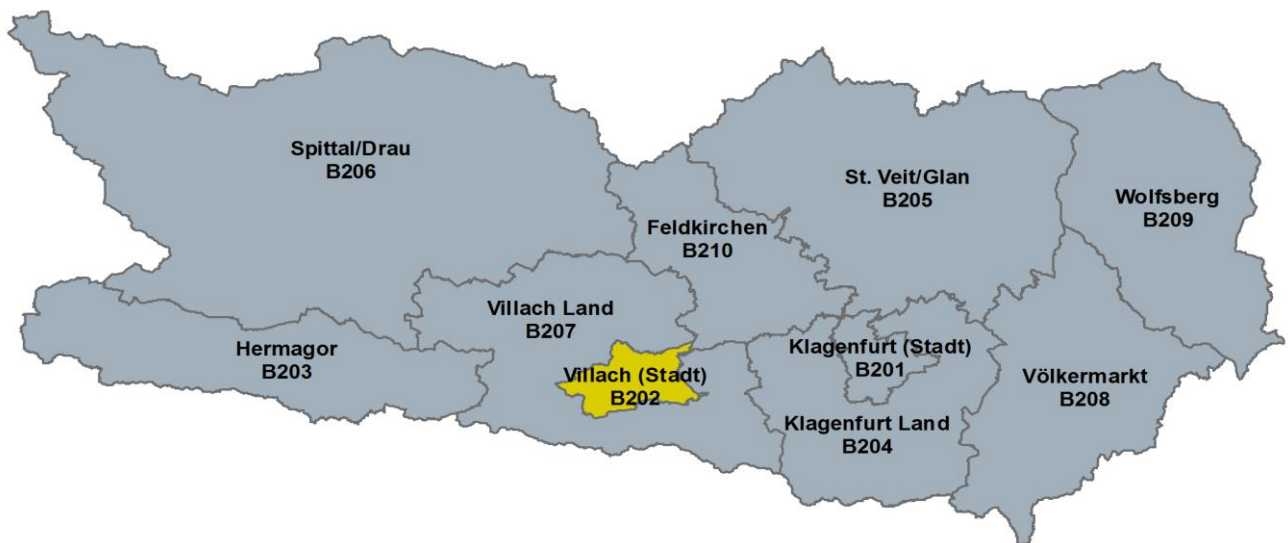 Spittal/Drau
B206
St. Veit/Glan
B205
Wolfsberg
B209
Feldkirchen
B210
Villach Land
B207
Hermagor
B203
Klagenfurt (Stadt)
B201
Villach (Stadt)
B202
Völkermarkt
B208
Klagenfurt Land
B204